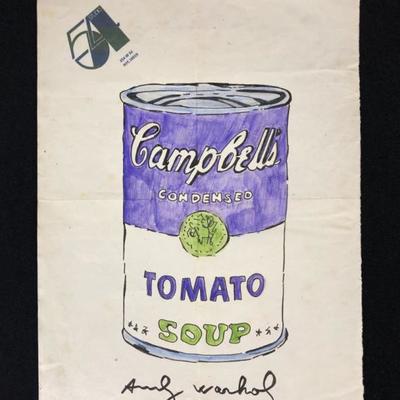 54
Campbell's
CONDENSED
TOMATO
SOUP
Andy Warhol